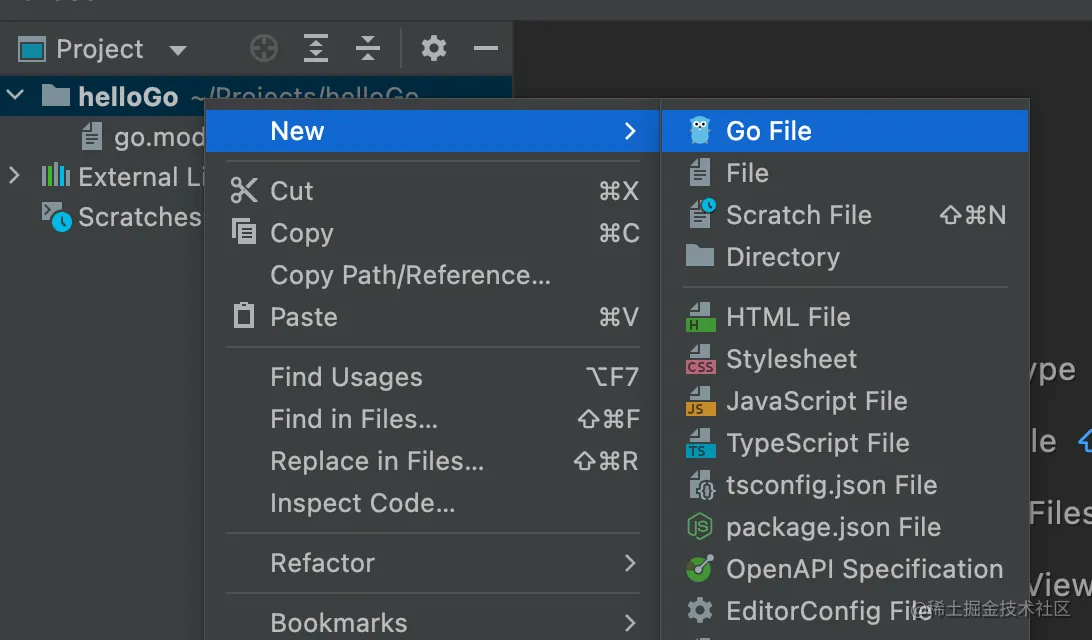 Project
helloGo ~/Projects/helloGo
go.mod
External Li
Scratches
New
Cut ⌘X
Copy ⌘C
Copy Path/Reference...
Paste ⌘V
Find Usages ⌥F7
Find in Files... ⇧⌘F
Replace in Files... ⇧⌘R
Inspect Code...
Refactor
Bookmarks
Go File
File
Scratch File ⇧⌘N
Directory
HTML File
Stylesheet
JavaScript File
TypeScript File
tsconfig.json File
package.json File
OpenAPI Specification
EditorConfig File
ype
le
Files
View
@稀土掘金技术社区